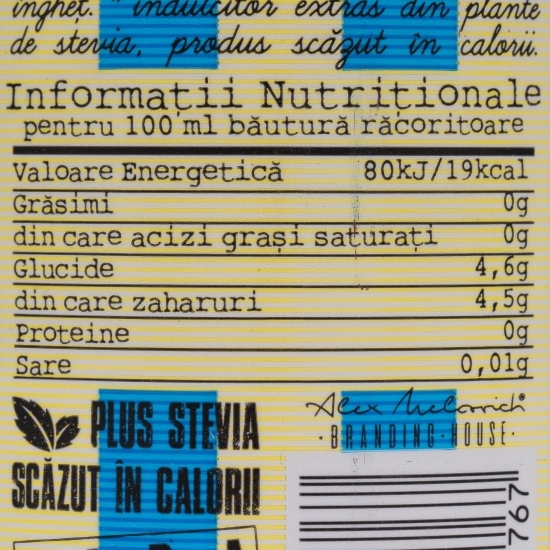 îngheț. * îndulcitor extras din plante
de stevia, produs scăzut în calorii.
Informații Nutriționale
pentru 100 ml băutură răcoritoare
Valoare Energetică 80kJ/19kcal
Grăsimi 0g
din care acizi grași saturați 0g
Glucide 4,6g
din care zaharuri 4,5g
Proteine 0g
Sare 0,01g
PLUS STEVIA
SCĂZUT ÎN CALORII
·BRANDING·HOUSE·
767